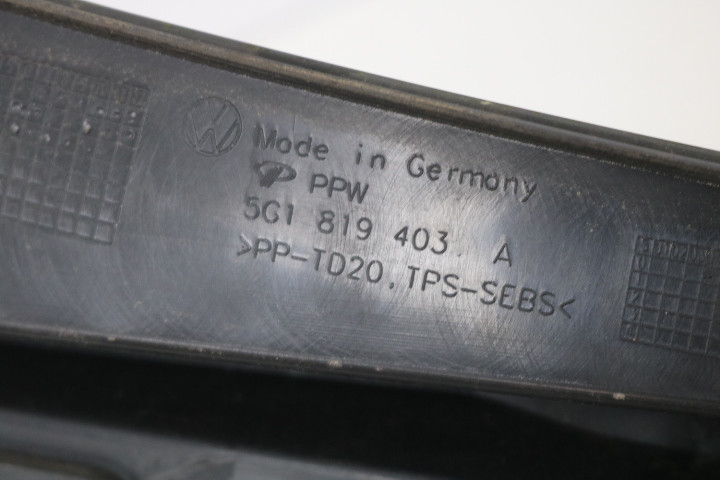 Made in Germany
PPW
5G1 819 403. A
>PP-TD20, TPS-SEBS<